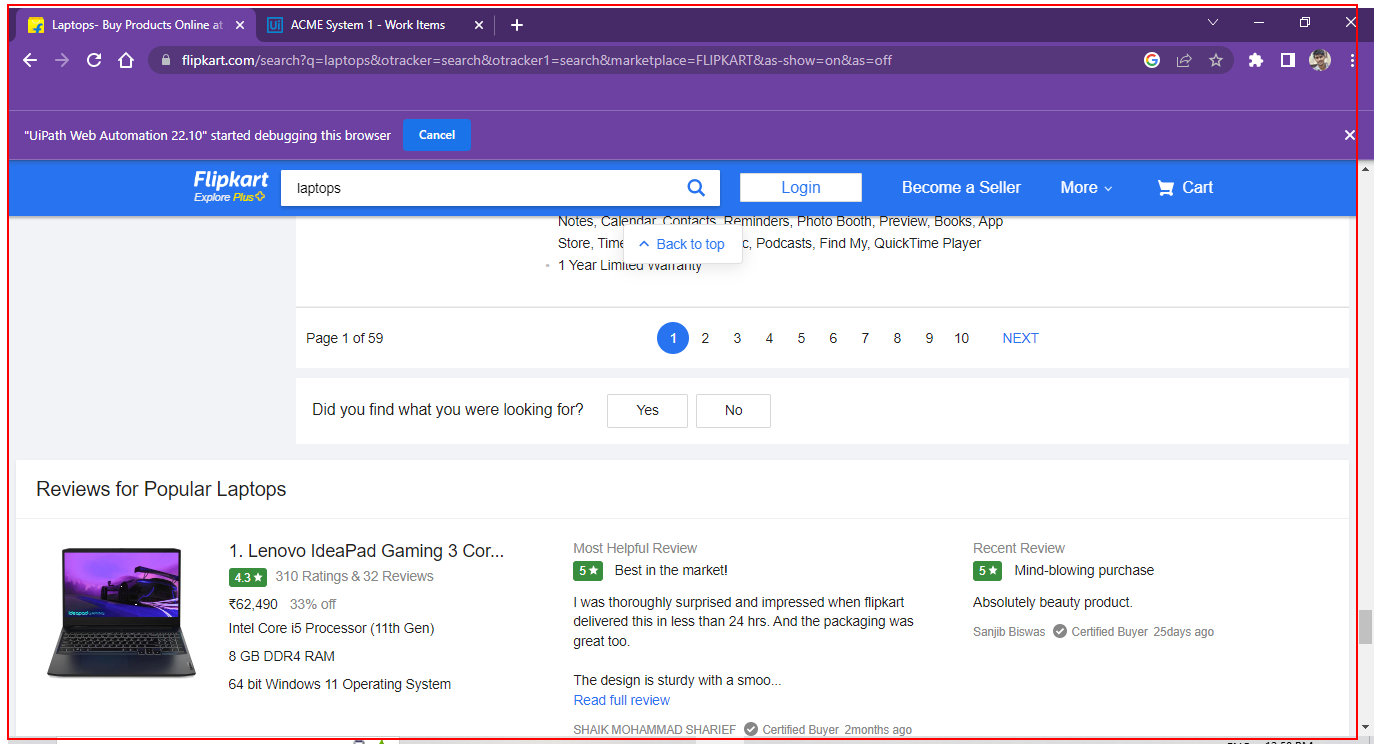 Laptops- Buy Products Online at
ACME System 1 - Work Items
flipkart.com/search?q=laptops&otracker=search&otracker1=search&marketplace=FLIPKART&as-show=on&as=off
"UiPath Web Automation 22.10" started debugging this browser
Cancel
Flipkart
Explore Plus
laptops
Login
Become a Seller
More
Cart
Notes, Calendar, Contacts, Reminders, Photo Booth, Preview, Books, App
Store, Time
Back to top
c, Podcasts, Find My, QuickTime Player
1 Year Limited Warranty
Page 1 of 59
1 2 3 4 5 6 7 8 9 10 NEXT
Did you find what you were looking for?
Yes
No
Reviews for Popular Laptops
1. Lenovo IdeaPad Gaming 3 Cor...
4.3★ 310 Ratings & 32 Reviews
₹62,490 33% off
Intel Core i5 Processor (11th Gen)
8 GB DDR4 RAM
64 bit Windows 11 Operating System
Most Helpful Review
5★ Best in the market!
I was thoroughly surprised and impressed when flipkart
delivered this in less than 24 hrs. And the packaging was
great too.
The design is sturdy with a smoo...
Read full review
SHAIK MOHAMMAD SHARIEF Certified Buyer 2months ago
Recent Review
5★ Mind-blowing purchase
Absolutely beauty product.
Sanjib Biswas Certified Buyer 25days ago